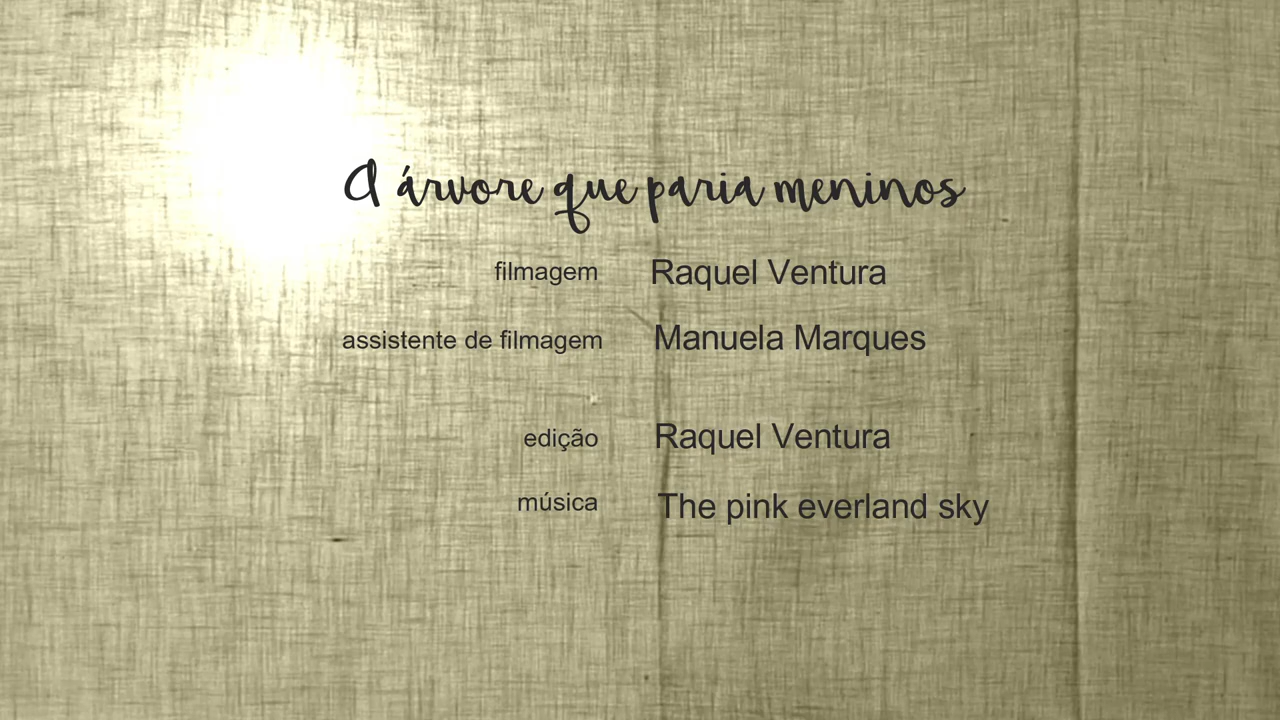 A árvore que paria meninos
filmagem Raquel Ventura
assistente de filmagem Manuela Marques
edição Raquel Ventura
música The pink everland sky